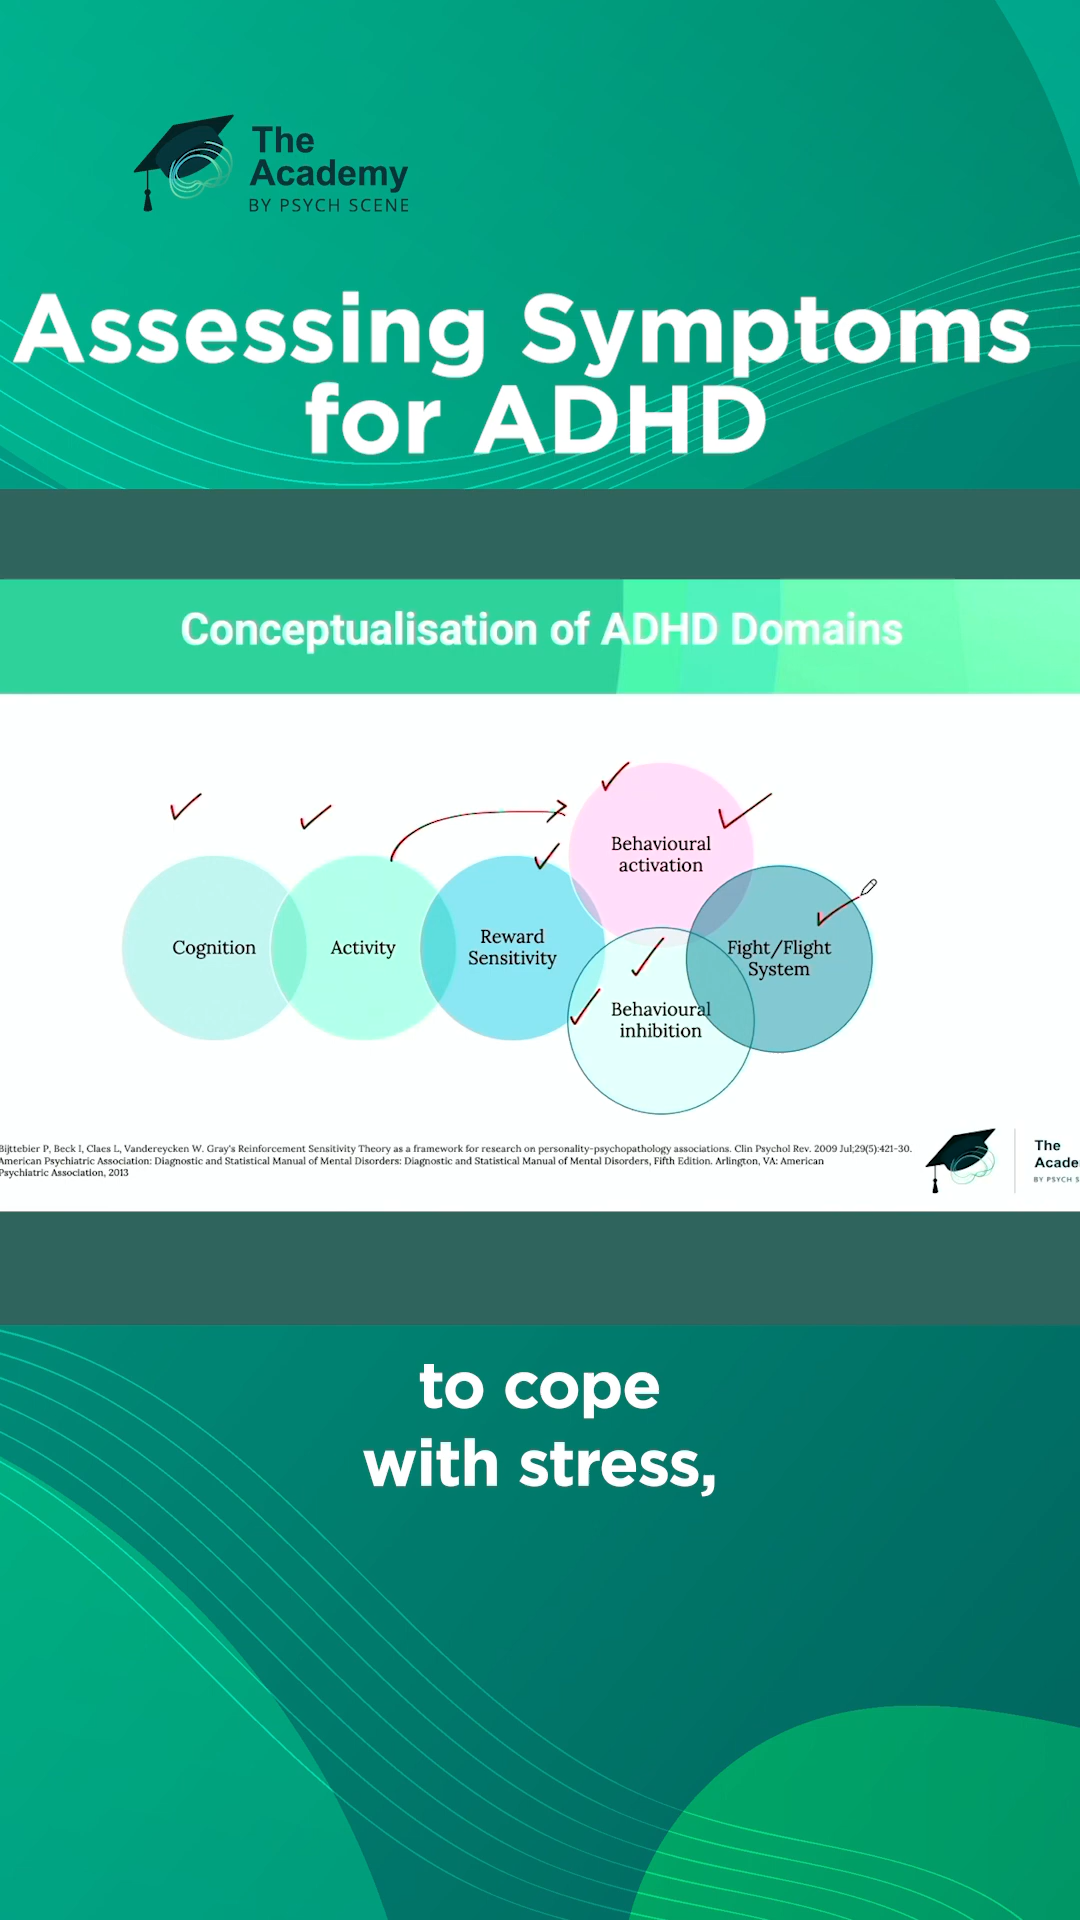 The
Academy
BY PSYCH SCENE
Assessing Symptoms
for ADHD
Conceptualisation of ADHD Domains
Cognition
Activity
Reward
Sensitivity
Behavioural
activation
Fight/Flight
System
Behavioural
inhibition
Bijttebier P, Beck I, Claes L, Vandereycken W. Gray's Reinforcement Sensitivity Theory as a framework for research on personality-psychopathology associations. Clin Psychol Rev. 2009 Jul;29(5):421-30.
American Psychiatric Association: Diagnostic and Statistical Manual of Mental Disorders: Diagnostic and Statistical Manual of Mental Disorders, Fifth Edition. Arlington, VA: American
Psychiatric Association, 2013
The
Acade
BY PSYCH S
to cope
with stress,